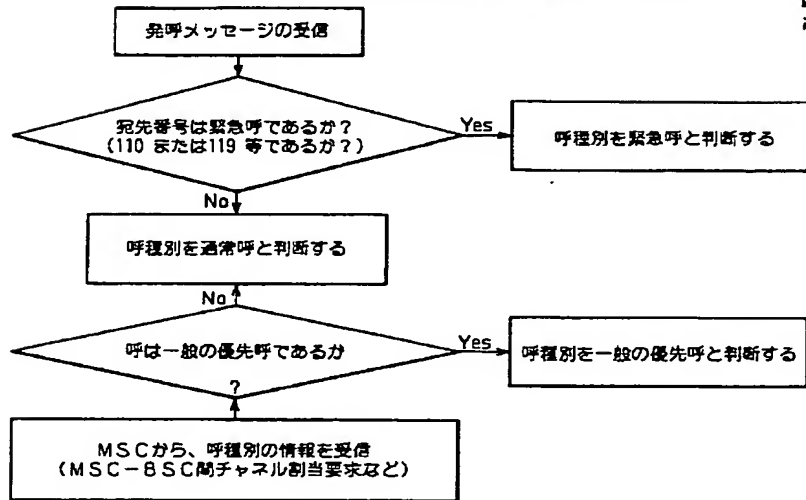 発呼メッセージの受信
宛先番号は緊急呼であるか?
(110 または119 等であるか?)
Yes
呼種別を緊急呼と判断する
No
呼種別を通常呼と判断する
No
呼は一般の優先呼であるか
?
Yes
呼種別を一般の優先呼と判断する
MSCから、呼種別の情報を受信
(MSC-BSC間チャネル割当要求など)